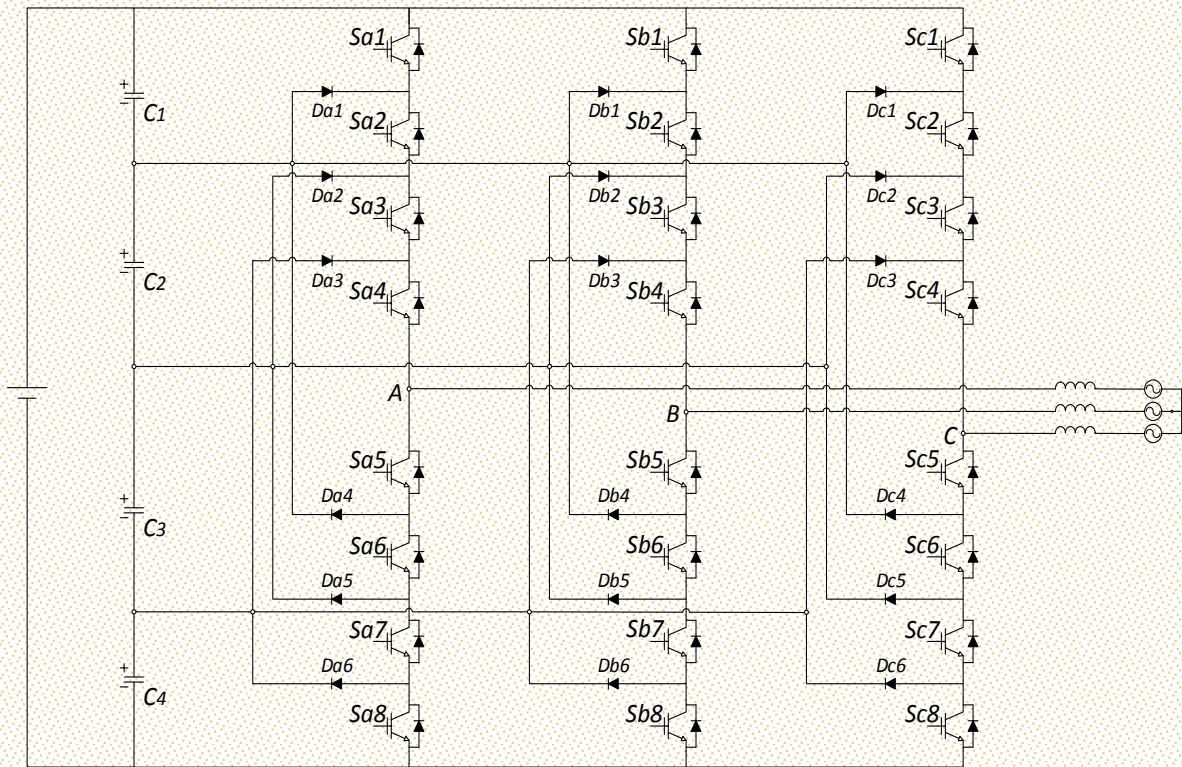 Sa1 Sb1 Sc1
+
−
C1
Da1 Db1 Dc1
Sa2 Sb2 Sc2
Da2 Db2 Dc2
Sa3 Sb3 Sc3
+
−
C2
Da3 Db3 Dc3
Sa4 Sb4 Sc4
A
B
C
Sa5 Sb5 Sc5
Da4 Db4 Dc4
+
−
C3
Sa6 Sb6 Sc6
Da5 Db5 Dc5
Sa7 Sb7 Sc7
Da6 Db6 Dc6
+
−
C4
Sa8 Sb8 Sc8